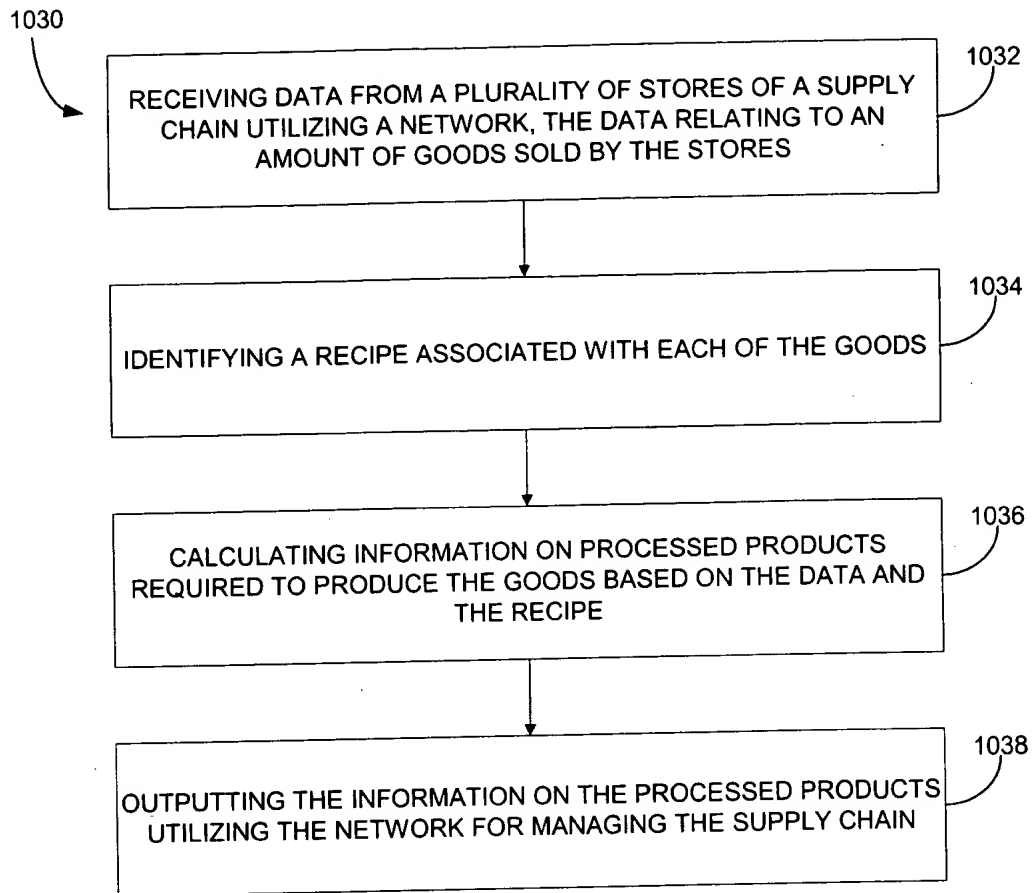 1030
1032
RECEIVING DATA FROM A PLURALITY OF STORES OF A SUPPLY
CHAIN UTILIZING A NETWORK, THE DATA RELATING TO AN
AMOUNT OF GOODS SOLD BY THE STORES
1034
IDENTIFYING A RECIPE ASSOCIATED WITH EACH OF THE GOODS
1036
CALCULATING INFORMATION ON PROCESSED PRODUCTS
REQUIRED TO PRODUCE THE GOODS BASED ON THE DATA AND
THE RECIPE
1038
OUTPUTTING THE INFORMATION ON THE PROCESSED PRODUCTS
UTILIZING THE NETWORK FOR MANAGING THE SUPPLY CHAIN